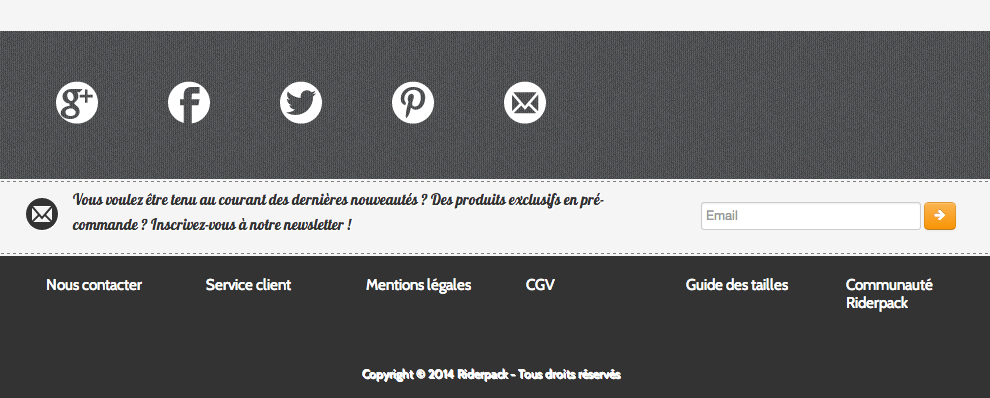 g+
Vous voulez être tenu au courant des dernières nouveautés ? Des produits exclusifs en pré-
commande ? Inscrivez-vous à notre newsletter !
Email
Nous contacter
Service client
Mentions légales
CGV
Guide des tailles
Communauté
Riderpack
Copyright © 2014 Riderpack - Tous droits réservés